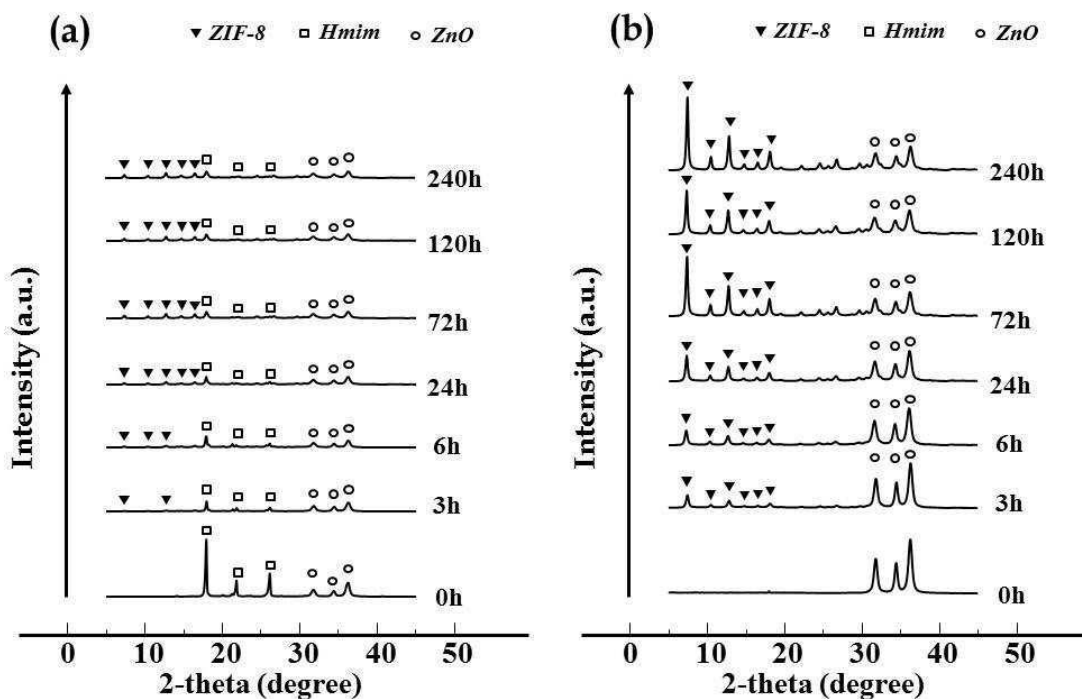 (a) ▼ ZIF-8 □ Hmim ○ ZnO
240h
120h
72h
24h
6h
3h
0h
Intensity (a.u.)
0 10 20 30 40 50
2-theta (degree)
(b) ▼ ZIF-8 □ Hmim ○ ZnO
240h
120h
72h
24h
6h
3h
0h
Intensity (a.u.)
0 10 20 30 40 50
2-theta (degree)